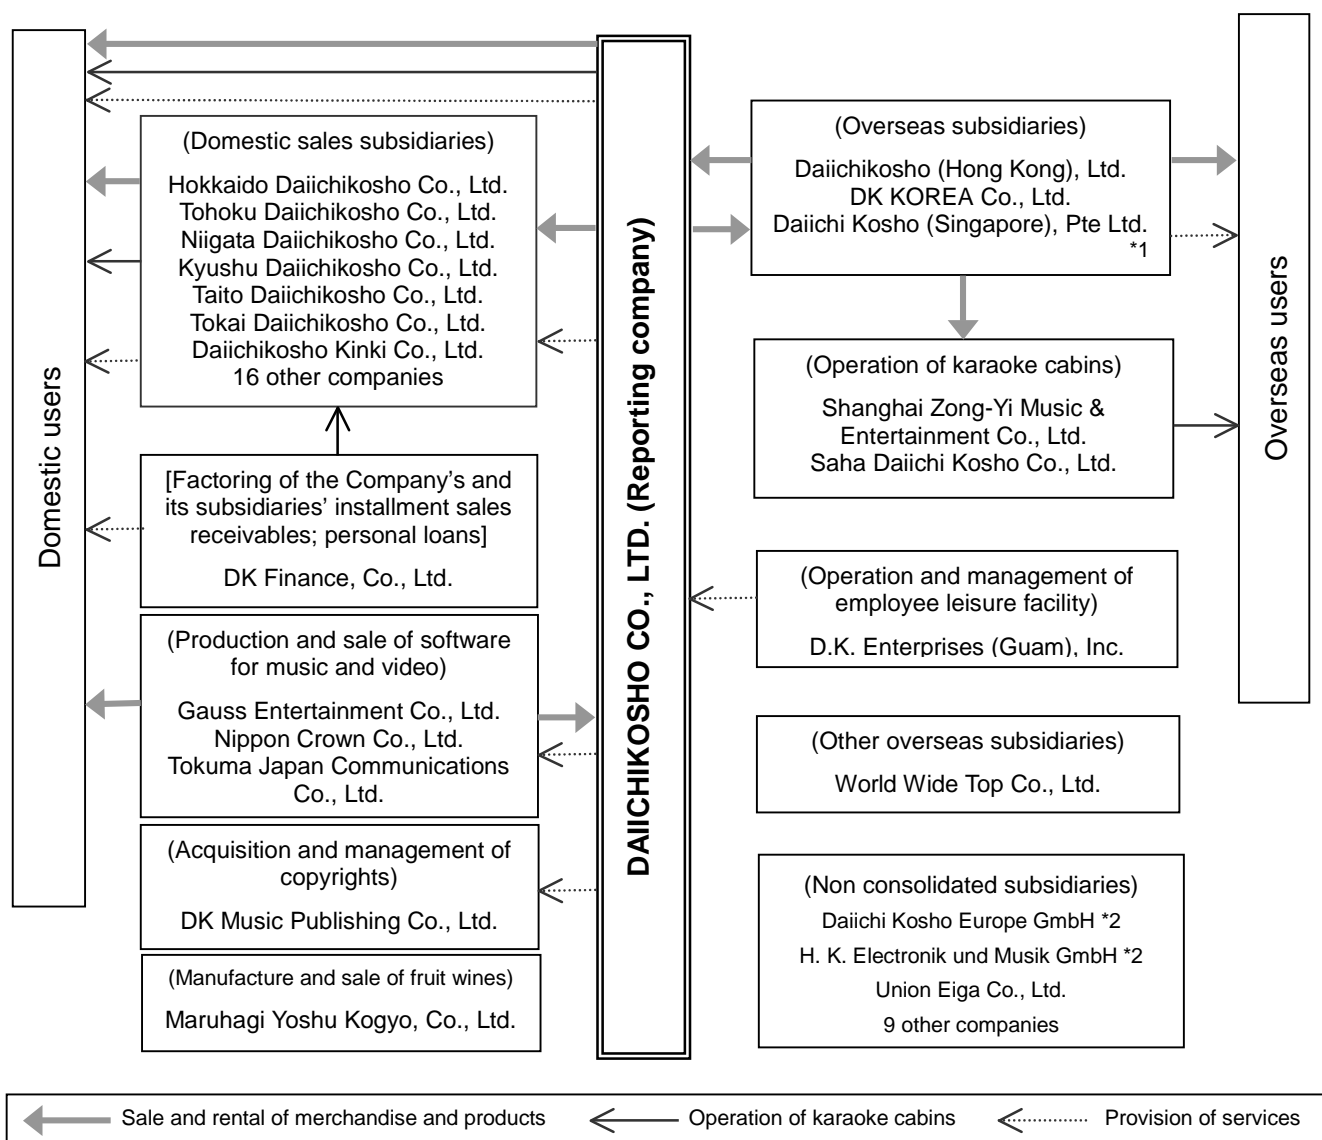 Domestic users
(Domestic sales subsidiaries)
Hokkaido Daiichikosho Co., Ltd.
Tohoku Daiichikosho Co., Ltd.
Niigata Daiichikosho Co., Ltd.
Kyushu Daiichikosho Co., Ltd.
Taito Daiichikosho Co., Ltd.
Tokai Daiichikosho Co., Ltd.
Daiichikosho Kinki Co., Ltd.
16 other companies
[Factoring of the Company’s and
its subsidiaries’ installment sales
receivables; personal loans]
DK Finance, Co., Ltd.
(Production and sale of software
for music and video)
Gauss Entertainment Co., Ltd.
Nippon Crown Co., Ltd.
Tokuma Japan Communications
Co., Ltd.
(Acquisition and management of
copyrights)
DK Music Publishing Co., Ltd.
(Manufacture and sale of fruit wines)
Maruhagi Yoshu Kogyo, Co., Ltd.
DAIICHIKOSHO CO., LTD. (Reporting company)
(Overseas subsidiaries)
Daiichikosho (Hong Kong), Ltd.
DK KOREA Co., Ltd.
Daiichi Kosho (Singapore), Pte Ltd.
*1
(Operation of karaoke cabins)
Shanghai Zong-Yi Music &
Entertainment Co., Ltd.
Saha Daiichi Kosho Co., Ltd.
(Operation and management of
employee leisure facility)
D.K. Enterprises (Guam), Inc.
(Other overseas subsidiaries)
World Wide Top Co., Ltd.
(Non consolidated subsidiaries)
Daiichi Kosho Europe GmbH *2
H. K. Electronik und Musik GmbH *2
Union Eiga Co., Ltd.
9 other companies
Overseas users
Sale and rental of merchandise and products
Operation of karaoke cabins
Provision of services